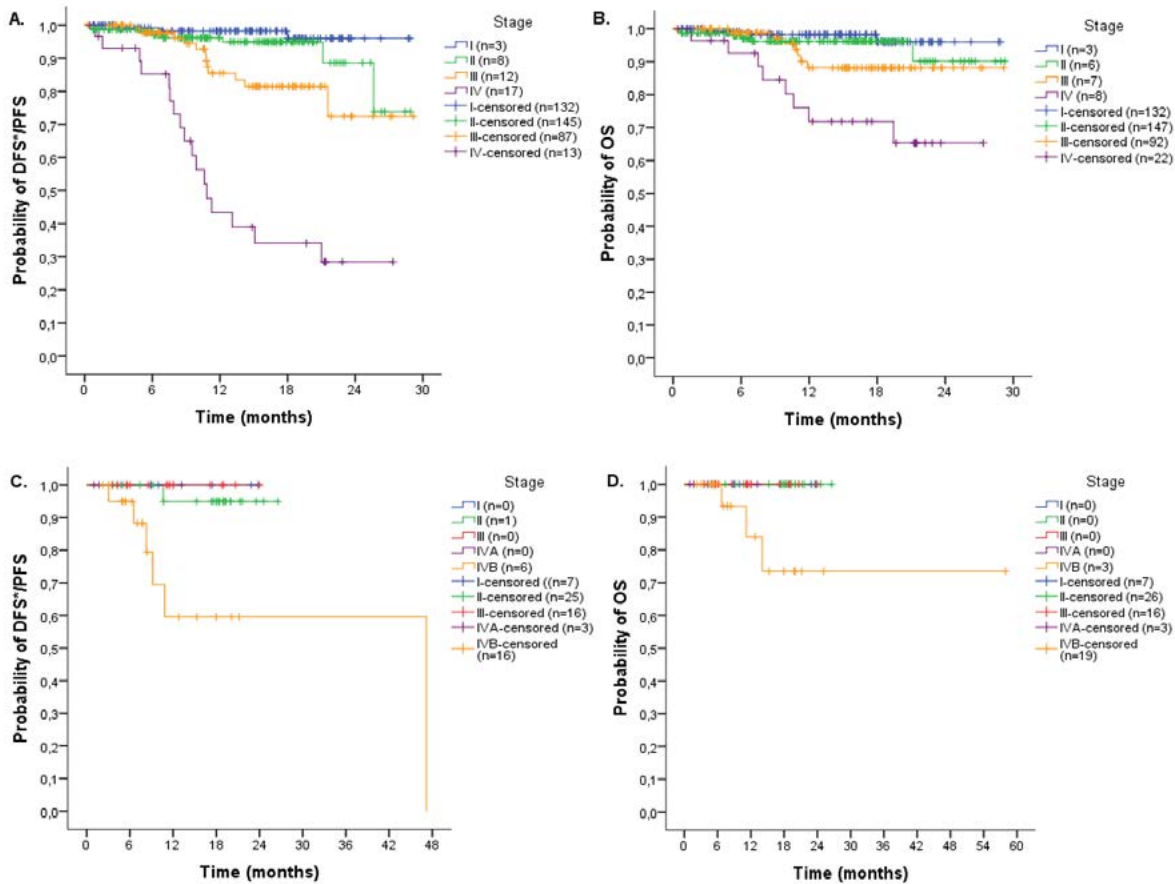 A.
Stage
I (n=3)
II (n=8)
III (n=12)
IV (n=17)
I-censored (n=132)
II-censored (n=145)
III-censored (n=87)
IV-censored (n=13)
Probability of DFS*/PFS
1,0
0,9
0,8
0,7
0,6
0,5
0,4
0,3
0,2
0,1
0,0
0 6 12 18 24 30
Time (months)
B.
Stage
I (n=3)
II (n=6)
III (n=7)
IV (n=8)
I-censored (n=132)
II-censored (n=147)
III-censored (n=92)
IV-censored (n=22)
Probability of OS
1,0
0,9
0,8
0,7
0,6
0,5
0,4
0,3
0,2
0,1
0,0
0 6 12 18 24 30
Time (months)
C.
Stage
I (n=0)
II (n=1)
III (n=0)
IVA (n=0)
IVB (n=6)
I-censored ((n=7)
II-censored (n=25)
III-censored (n=16)
IVA-censored (n=3)
IVB-censored
(n=16)
Probability of DFS*/PFS
1,0
0,9
0,8
0,7
0,6
0,5
0,4
0,3
0,2
0,1
0,0
0 6 12 18 24 30 36 42 48
Time (months)
D.
Stage
I (n=0)
II (n=0)
III (n=0)
IVA (n=0)
IVB (n=3)
I-censored (n=7)
II-censored (n=26)
III-censored (n=16)
IVA-censored (n=3)
IVB-censored
(n=19)
Probability of OS
1,0
0,9
0,8
0,7
0,6
0,5
0,4
0,3
0,2
0,1
0,0
0 6 12 18 24 30 36 42 48 54 60
Time (months)